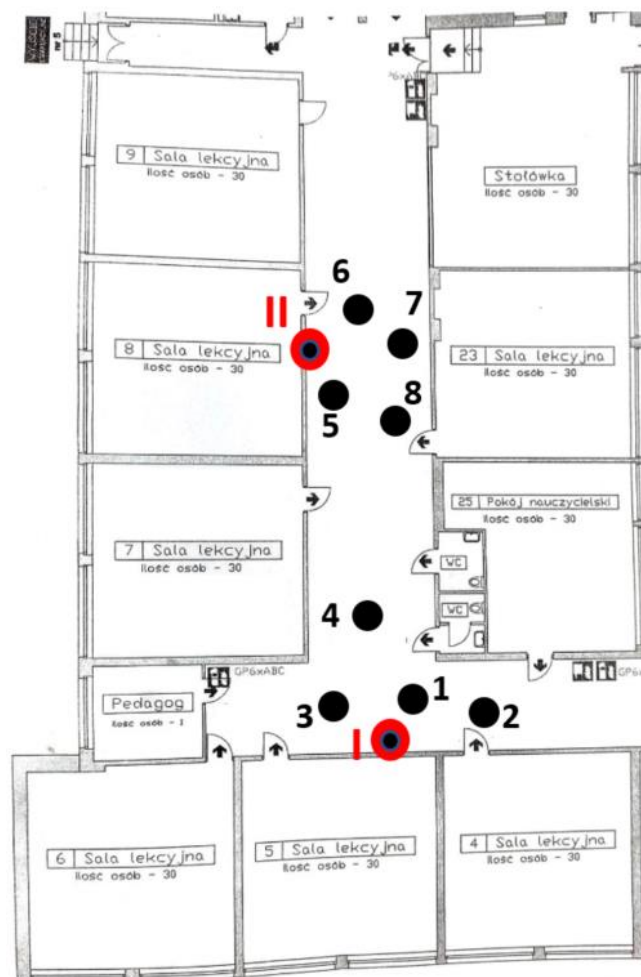 nr 5
9 Sala lekcyjna
Ilość osób - 30
Stołówka
Ilość osób - 30
6
7
II
8 Sala lekcyjna
Ilość osób - 30
23 Sala lekcyjna
Ilość osób - 30
5
8
25 Pokój nauczycielski
Ilość osób - 30
7 Sala lekcyjna
Ilość osób - 30
WC
WC
4
GP6xABC
Pedagog
Ilość osób - 1
3
1
2
I
6 Sala lekcyjna
Ilość osób - 30
5 Sala lekcyjna
Ilość osób - 30
4 Sala lekcyjna
Ilość osób - 30